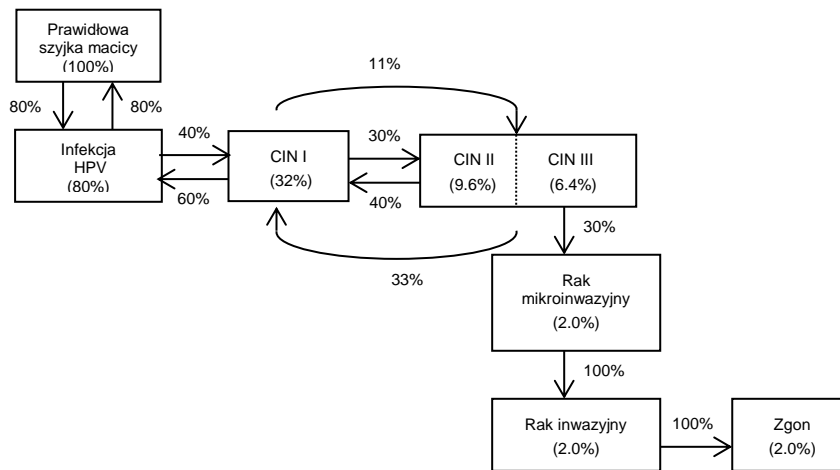 Prawidłowa
szyjka macicy
(100%)
11%
80%
80%
Infekcja
HPV
(80%)
40%
60%
CIN I
(32%)
30%
40%
CIN II
(9.6%)
CIN III
(6.4%)
33%
30%
Rak
mikroinwazyjny
(2.0%)
100%
Rak inwazyjny
(2.0%)
100%
Zgon
(2.0%)